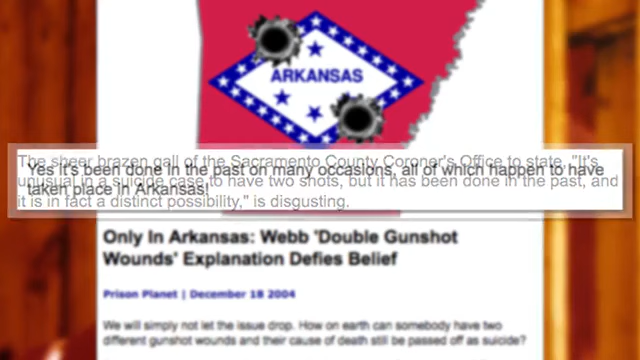 ARKANSAS
The sheer brazen gall of the Sacramento County Coroner's Office to state, "It's
unusual in a suicide case to have two shots, but it has been done in the past, and
it is in fact a distinct possibility," is disgusting.
Yes it's been done in the past on many occasions, all of which happen to have
taken place in Arkansas!
Only In Arkansas: Webb 'Double Gunshot
Wounds' Explanation Defies Belief
Prison Planet | December 18 2004
We will simply not let the issue drop. How on earth can somebody have two
different gunshot wounds and their cause of death still be passed off as suicide?